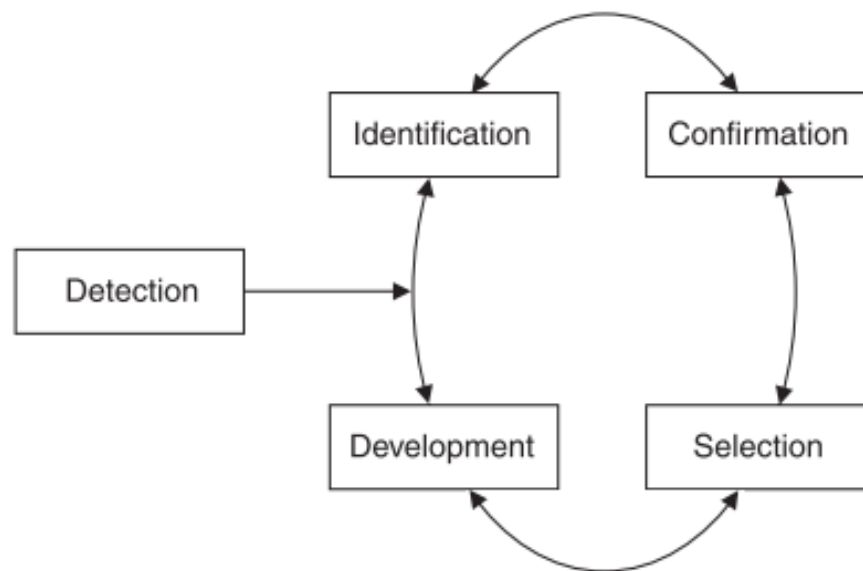 Identification
Confirmation
Detection
Development
Selection